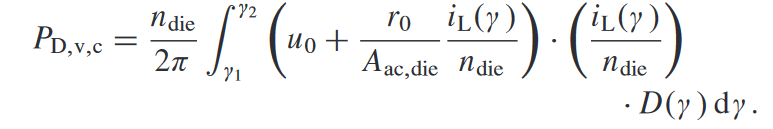 P_{D,v,c} = \frac{n_{die}}{2\pi} \int_{\gamma_1}^{\gamma_2} \left( u_0 + \frac{r_0}{A_{ac,die}} \frac{i_L(\gamma)}{n_{die}} \right) \cdot \left( \frac{i_L(\gamma)}{n_{die}} \right)
\cdot D(\gamma) \, d\gamma.